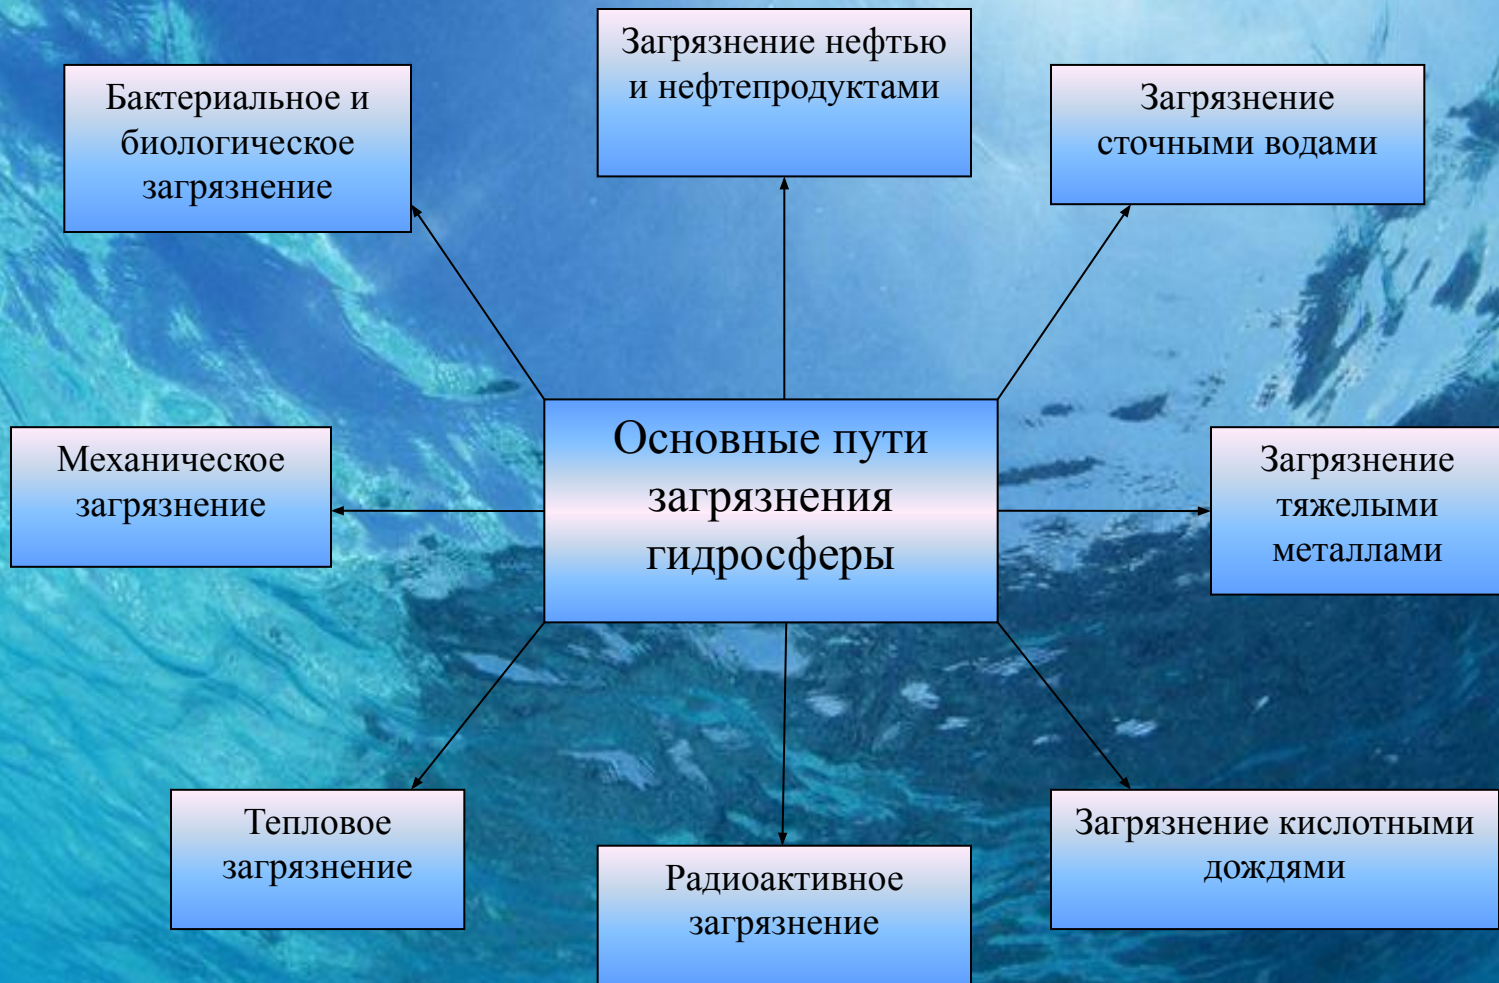 Загрязнение нефтью
и нефтепродуктами
Бактериальное и
биологическое
загрязнение
Загрязнение
сточными водами
Основные пути
загрязнения
гидросферы
Механическое
загрязнение
Загрязнение
тяжелыми
металлами
Тепловое
загрязнение
Радиоактивное
загрязнение
Загрязнение кислотными
дождями